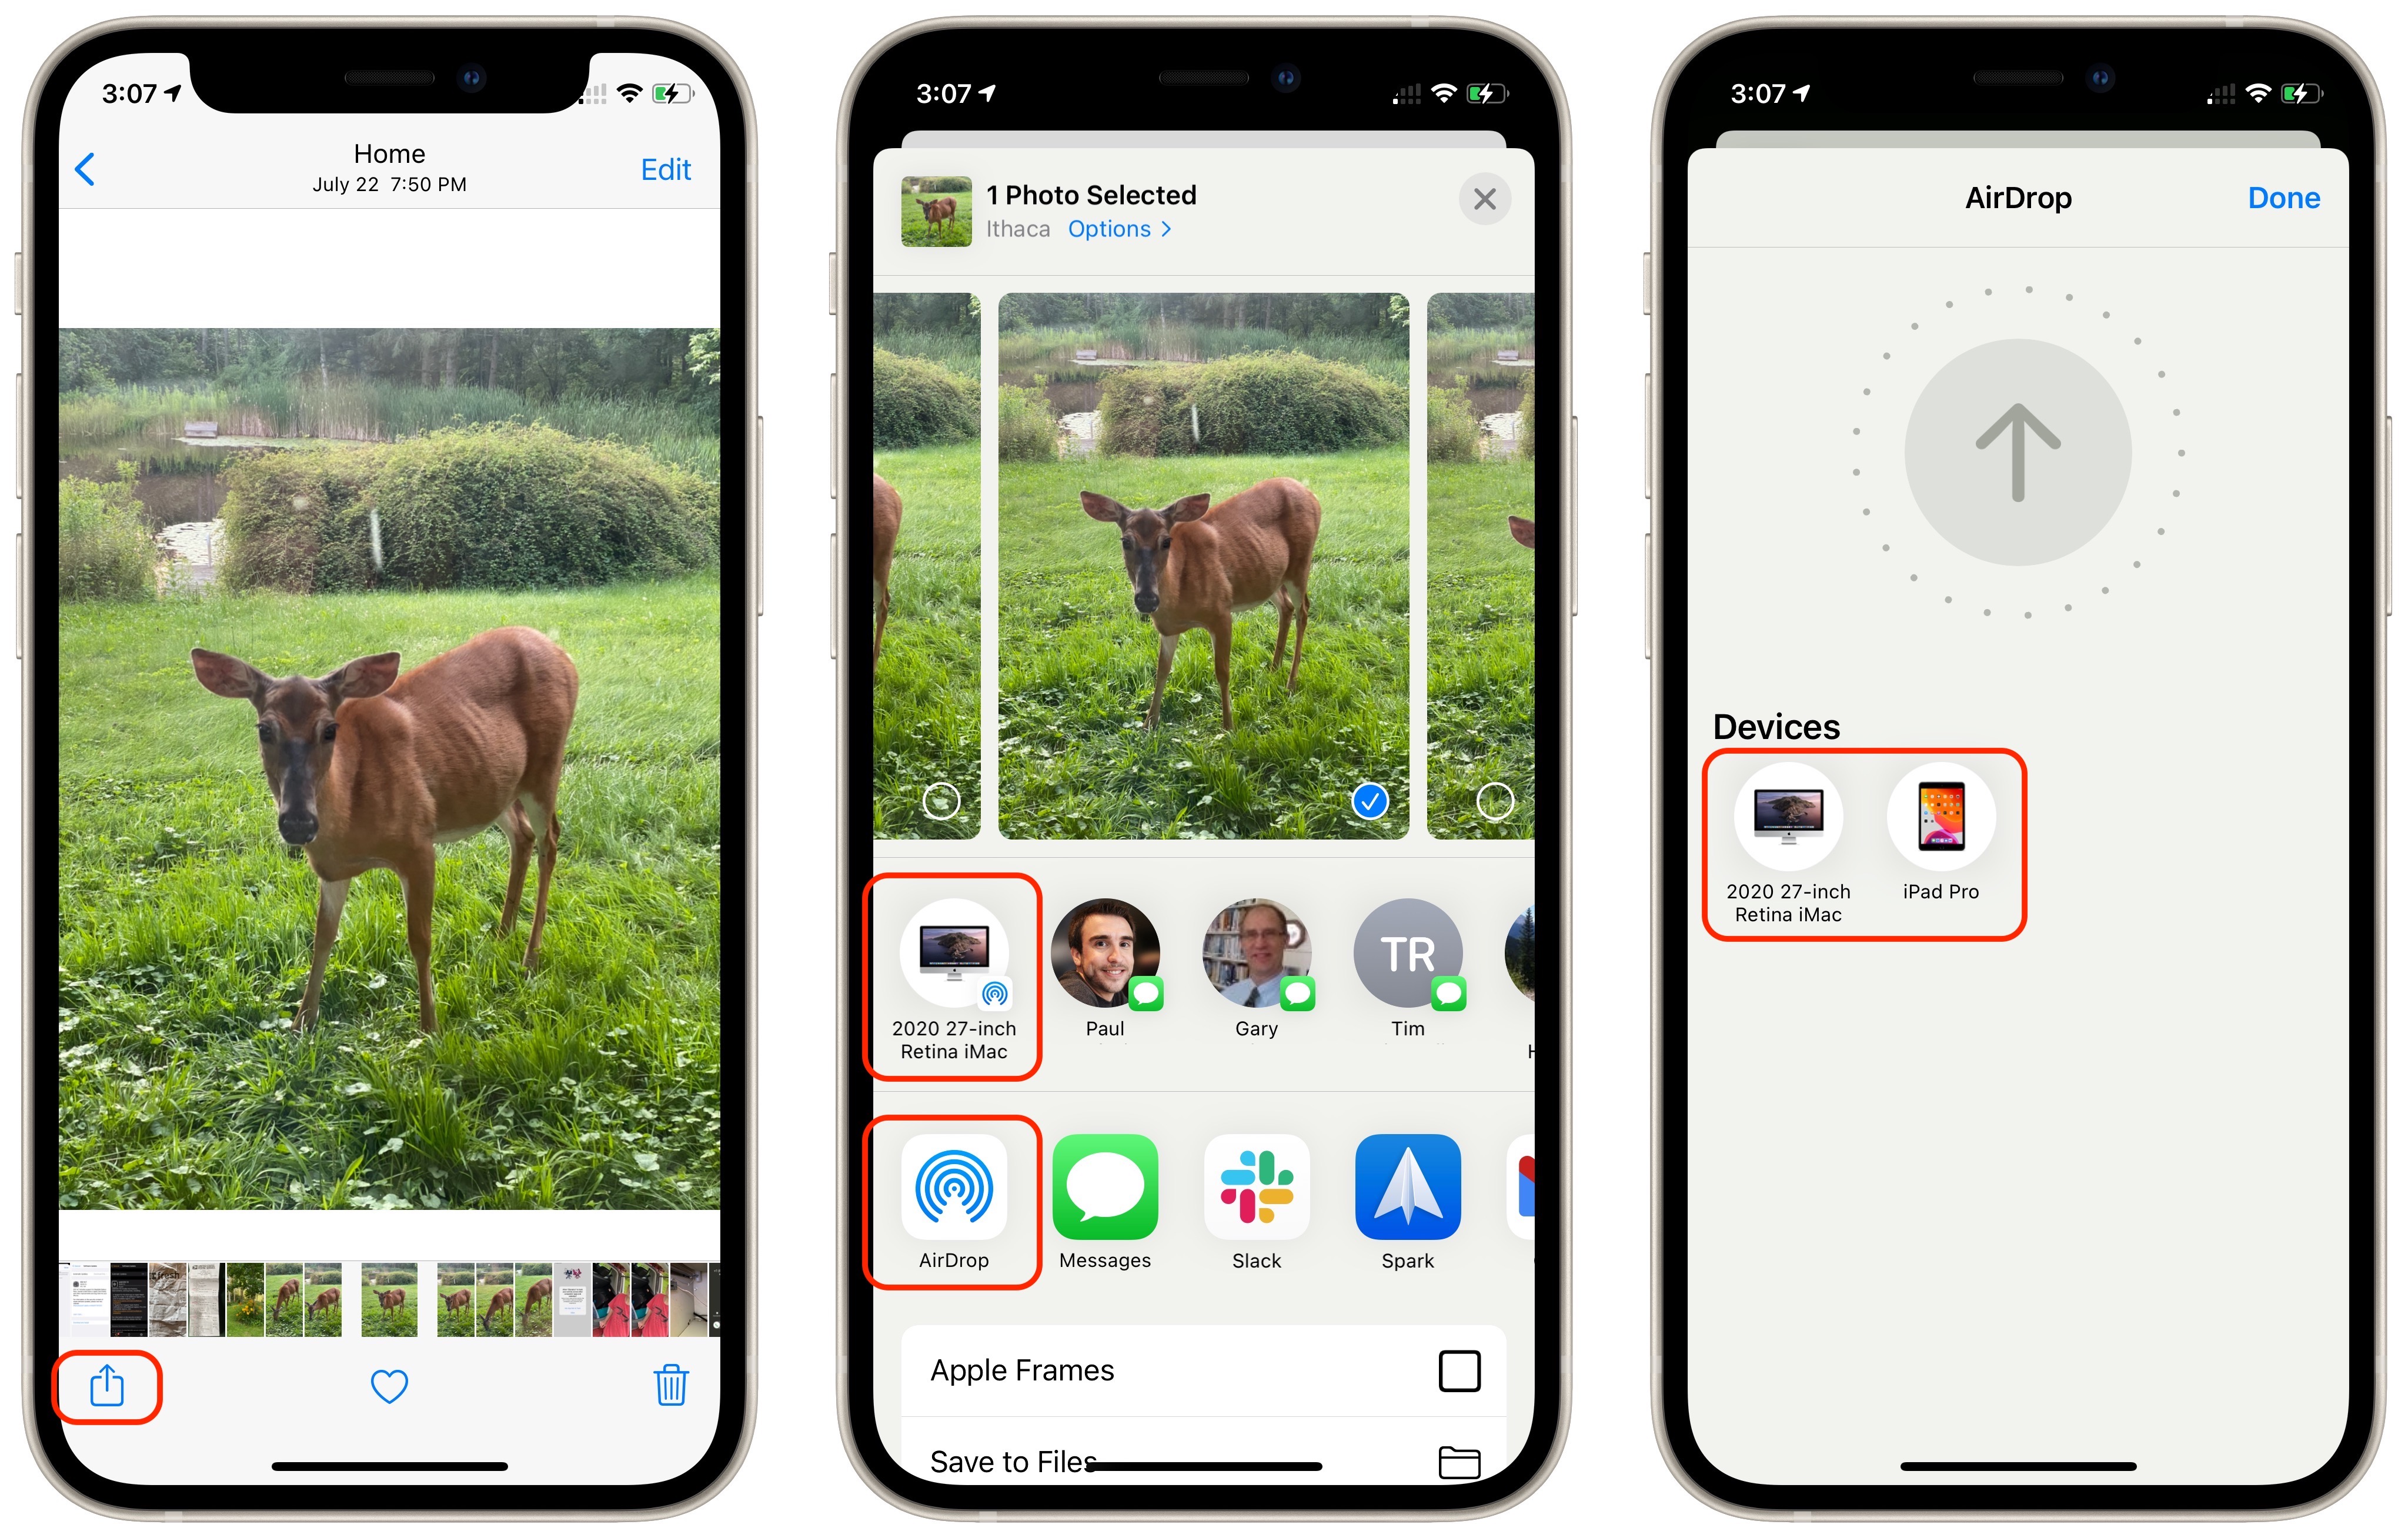 3:07
Home
July 22 7:50 PM
Edit
3:07
1 Photo Selected
Ithaca Options >
2020 27-inch
Retina iMac
Paul
Gary
TR
Tim
AirDrop
Messages
Slack
Spark
Apple Frames
Save to Files
3:07
AirDrop
Done
Devices
2020 27-inch
Retina iMac
iPad Pro